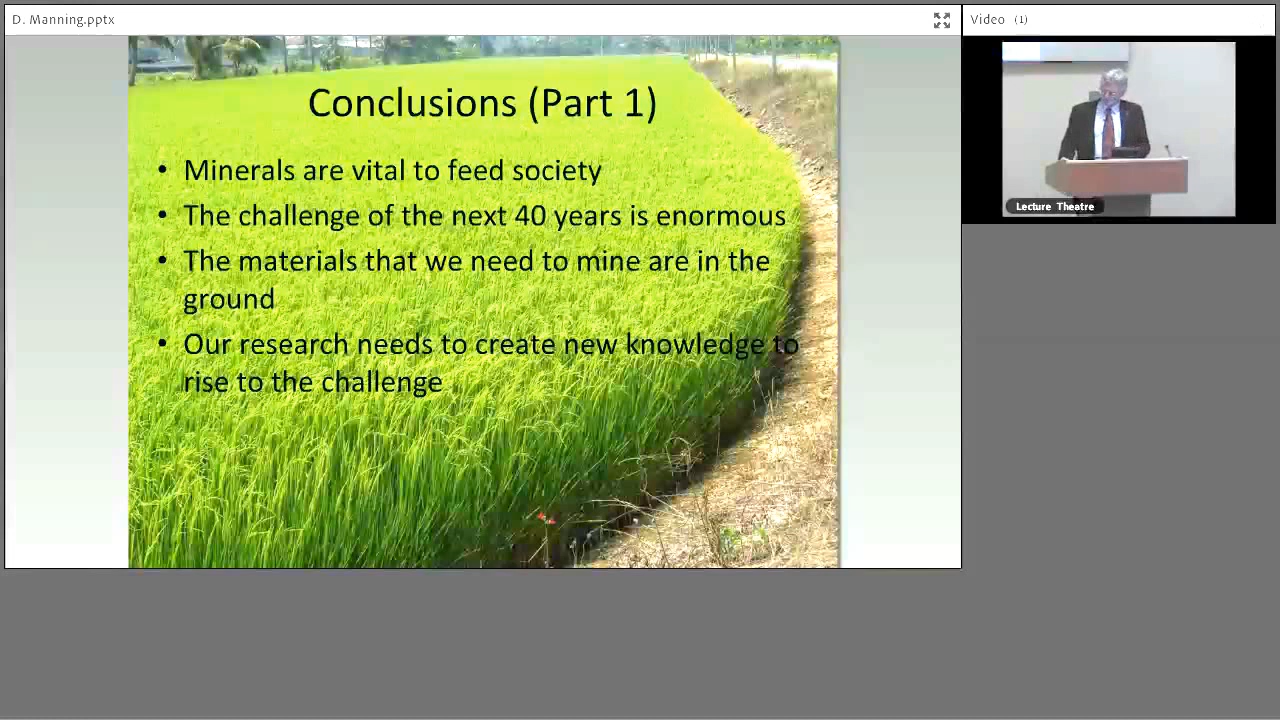 D. Manning.pptx
Video (1)
Conclusions (Part 1)
• Minerals are vital to feed society
• The challenge of the next 40 years is enormous
• The materials that we need to mine are in the
ground
• Our research needs to create new knowledge to
rise to the challenge
Lecture Theatre